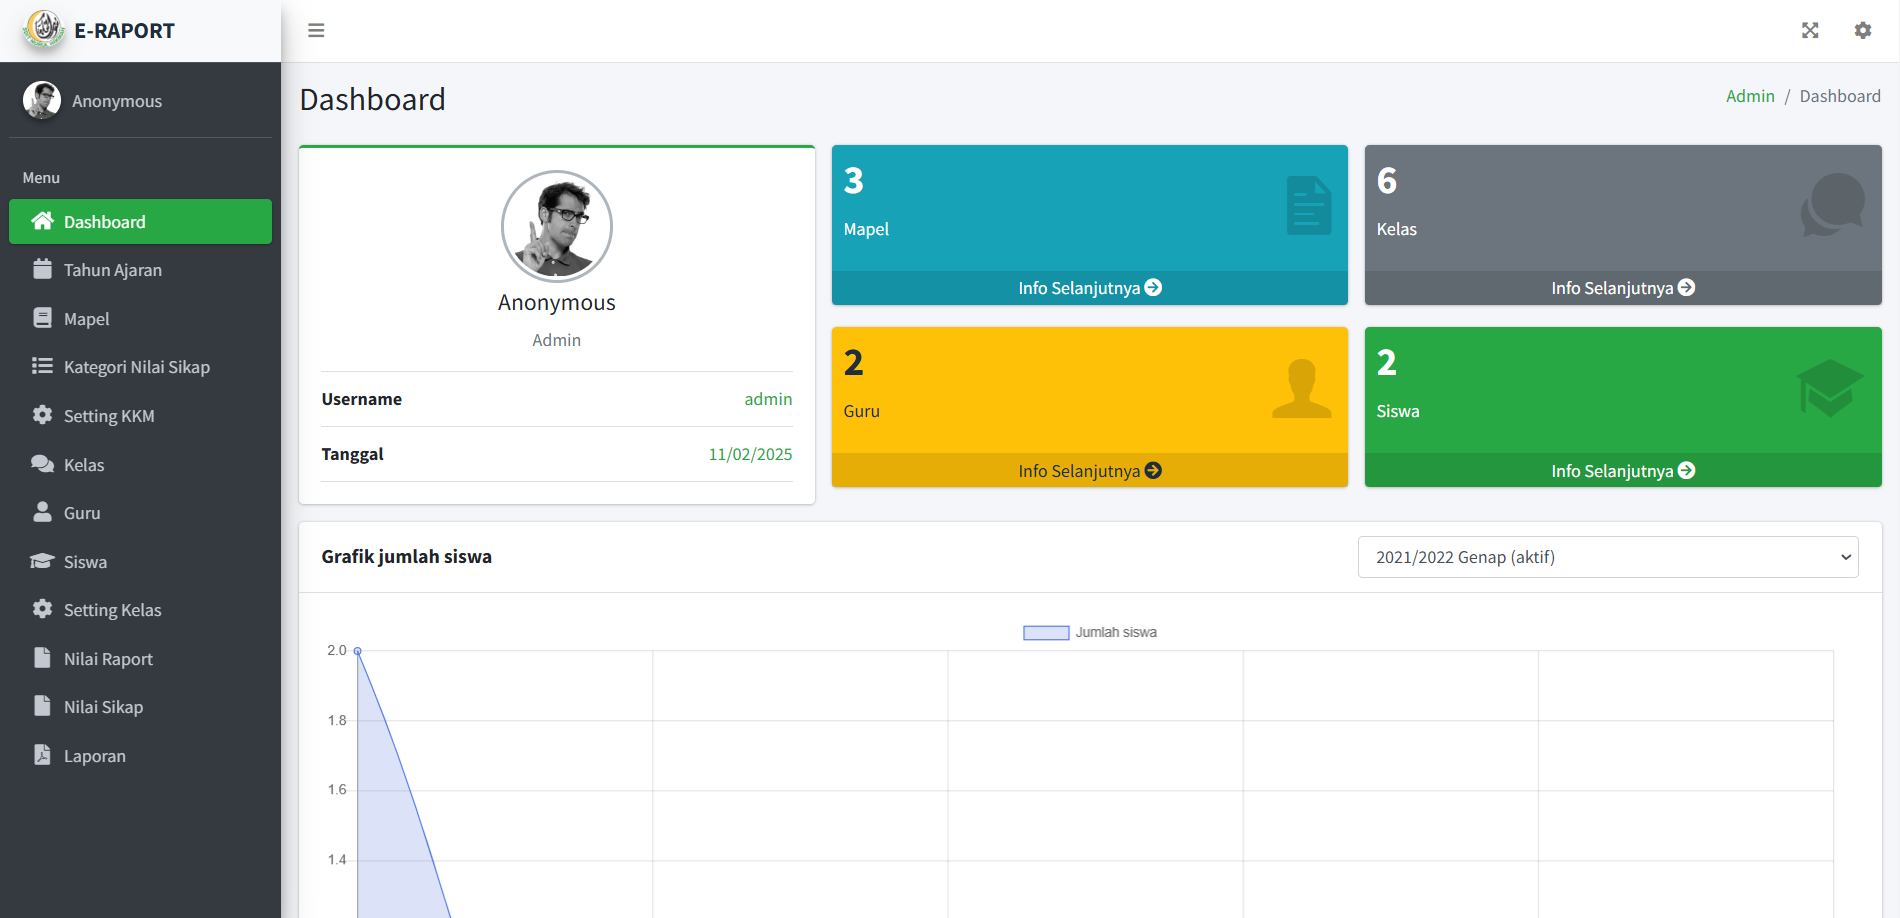 E-RAPORT
Anonymous
Menu
Dashboard
Tahun Ajaran
Mapel
Kategori Nilai Sikap
Setting KKM
Kelas
Guru
Siswa
Setting Kelas
Nilai Raport
Nilai Sikap
Laporan
Dashboard
Admin / Dashboard
Anonymous
Admin
Username admin
Tanggal 11/02/2025
3
Mapel
Info Selanjutnya
6
Kelas
Info Selanjutnya
2
Guru
Info Selanjutnya
2
Siswa
Info Selanjutnya
Grafik jumlah siswa
2021/2022 Genap (aktif)
Jumlah siswa
2.0
1.8
1.6
1.4